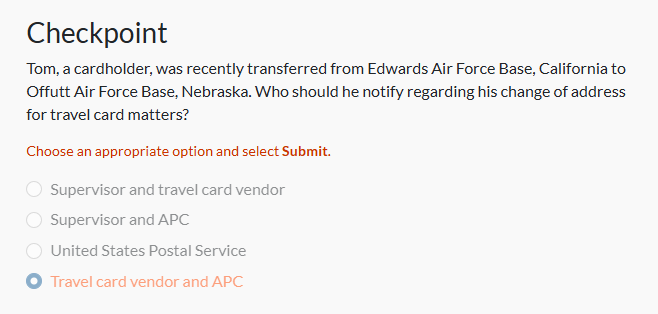 Checkpoint
Tom, a cardholder, was recently transferred from Edwards Air Force Base, California to
Offutt Air Force Base, Nebraska. Who should he notify regarding his change of address
for travel card matters?
Choose an appropriate option and select Submit.
Supervisor and travel card vendor
Supervisor and APC
United States Postal Service
Travel card vendor and APC